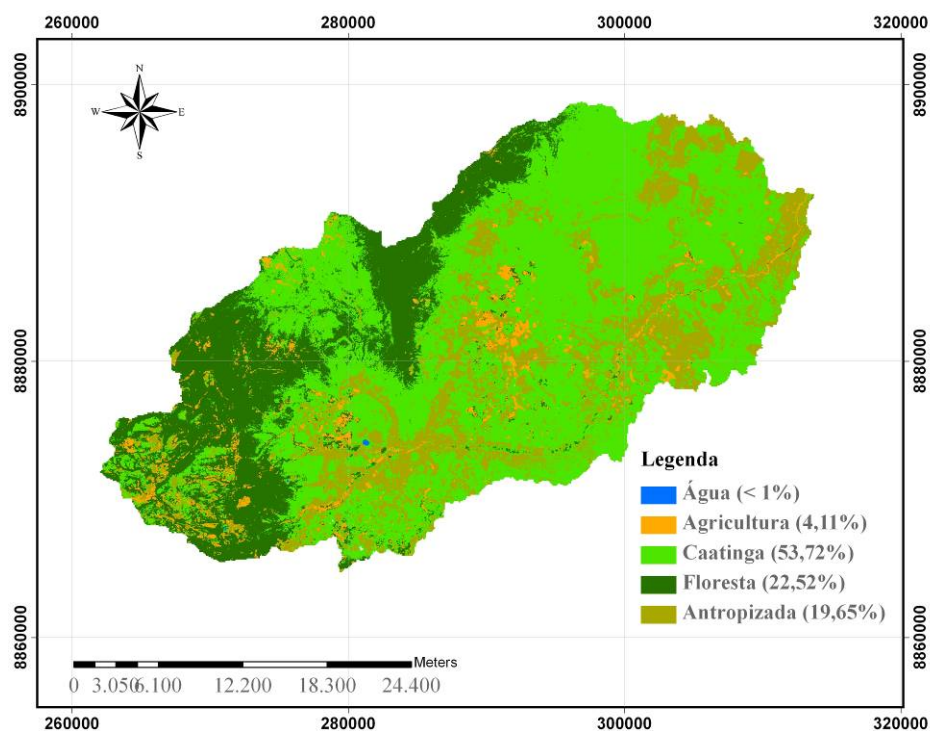 260000 280000 300000 320000
8900000 8900000
N
W E
S
8880000 8880000
Legenda
Água (< 1%)
Agricultura (4,11%)
Caatinga (53,72%)
Floresta (22,52%)
Antropizada (19,65%)
8860000 8860000
Meters
0 3.050 6.100 12.200 18.300 24.400
260000 280000 300000 320000